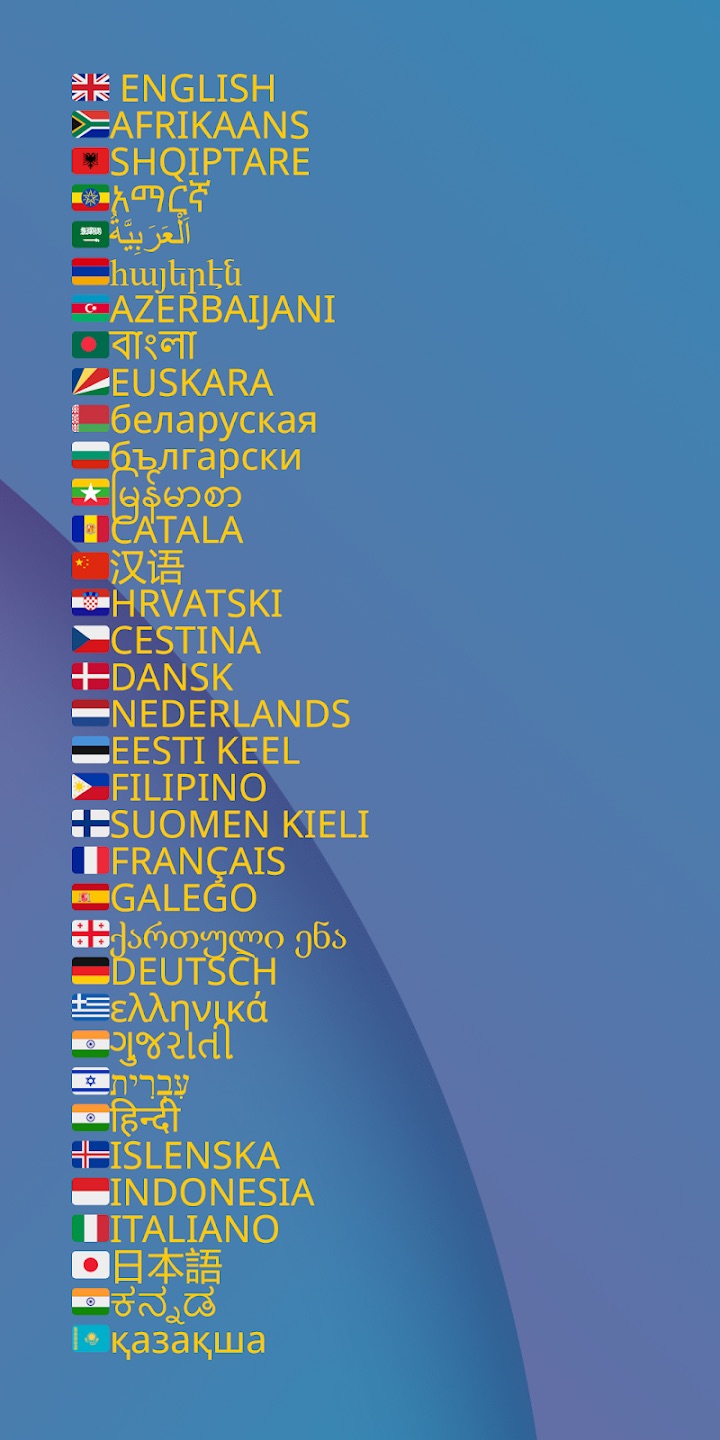 ENGLISH
AFRIKAANS
SHQIPTARE
አማርኛ
اَلْعَرَبِيَّةُ
հայերէն
AZERBAIJANI
বাংলা
EUSKARA
беларуская
български
မြန်မာစာ
CATALA
汉语
HRVATSKI
CESTINA
DANSK
NEDERLANDS
EESTI KEEL
FILIPINO
SUOMEN KIELI
FRANÇAIS
GALEGO
ქართული ენა
DEUTSCH
ελληνικά
ગુજરાતી
עִבְרִית
हिन्दी
ISLENSKA
INDONESIA
ITALIANO
日本語
ಕನ್ನಡ
қазақша